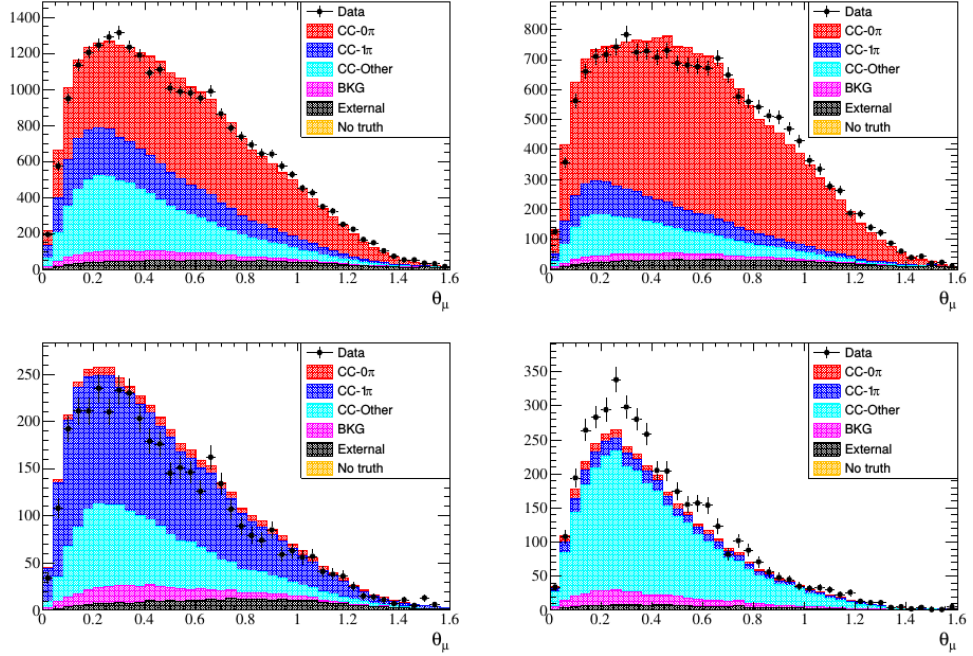 1400
1200
1000
800
600
400
200
0
0 0.2 0.4 0.6 0.8 1 1.2 1.4 1.6
θμ
Data
CC-0π
CC-1π
CC-Other
BKG
External
No truth
800
700
600
500
400
300
200
100
0
0 0.2 0.4 0.6 0.8 1 1.2 1.4 1.6
θμ
Data
CC-0π
CC-1π
CC-Other
BKG
External
No truth
250
200
150
100
50
0
0 0.2 0.4 0.6 0.8 1 1.2 1.4 1.6
θμ
Data
CC-0π
CC-1π
CC-Other
BKG
External
No truth
350
300
250
200
150
100
50
0
0 0.2 0.4 0.6 0.8 1 1.2 1.4 1.6
θμ
Data
CC-0π
CC-1π
CC-Other
BKG
External
No truth